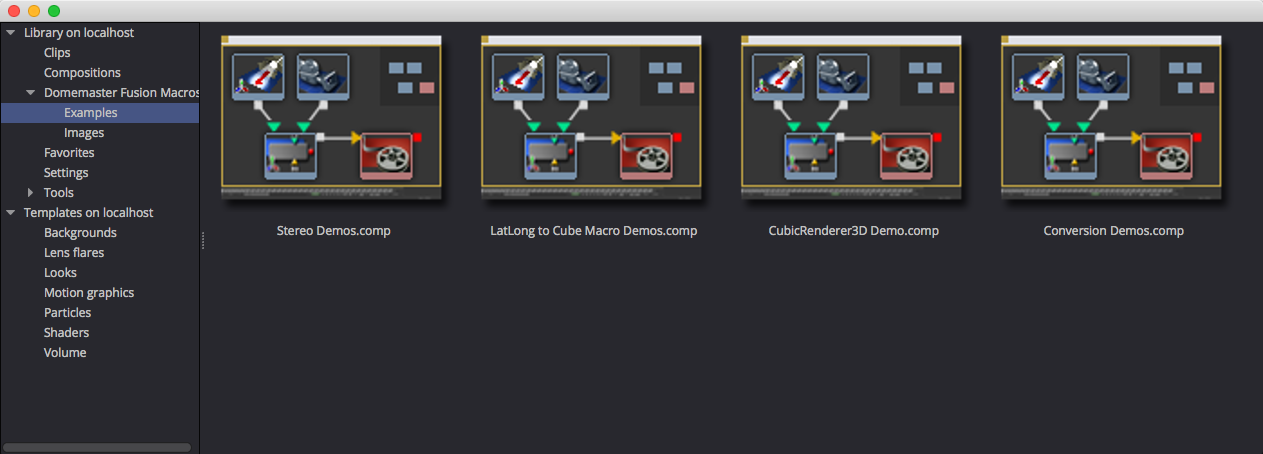 Library on localhost
Clips
Compositions
Domemaster Fusion Macros
Examples
Images
Favorites
Settings
Tools
Templates on localhost
Backgrounds
Lens flares
Looks
Motion graphics
Particles
Shaders
Volume
Stereo Demos.comp
LatLong to Cube Macro Demos.comp
CubicRenderer3D Demo.comp
Conversion Demos.comp